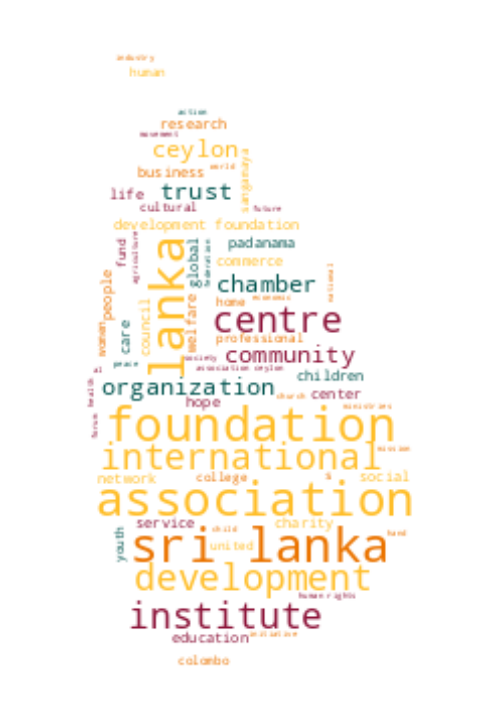 industry
human
action
research
movement
ceylon
world
business
sangamaya
life
trust
cultural
future
development foundation
fund
agriculture
lanka
global
federation
padanama
commerce
national
people
chamber
council
welfare
home
economic
women
care
centre
professional
peace
society
community
association ceylon
al
forum
health
organization
children
church
center
hope
ministries
foundation
international
mission
network
college
s
social
association
service
child
charity
youth
sri lanka
united
hand
development
human rights
institute
education
initiative
colombo